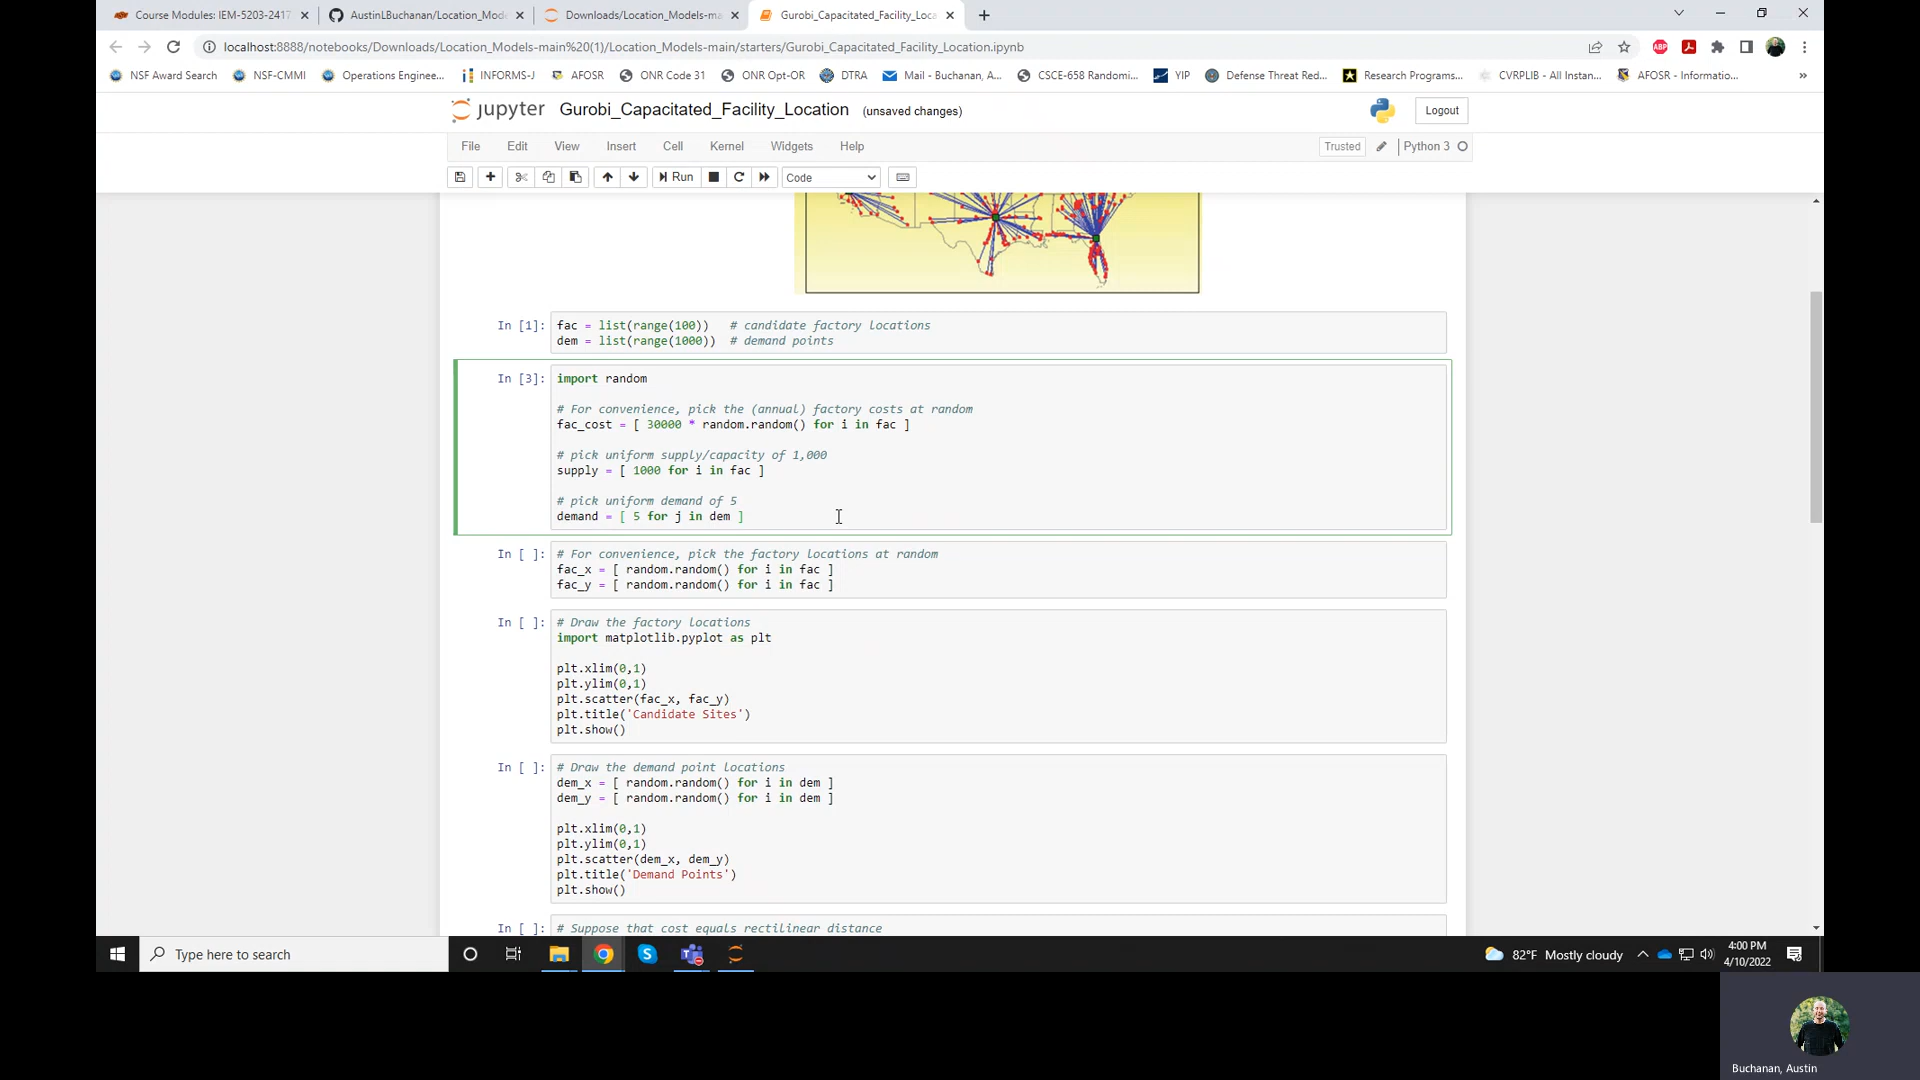 Course Modules: IEM-5203-2417
AustinLBuchanan/Location_Mode
Downloads/Location_Models-ma
Gurobi_Capacitated_Facility_Loca
localhost:8888/notebooks/Downloads/Location_Models-main%20(1)/Location_Models-main/starters/Gurobi_Capacitated_Facility_Location.ipynb
NSF Award Search
NSF-CMMI
Operations Enginee...
INFORMS-J
AFOSR
ONR Code 31
ONR Opt-OR
DTRA
Mail - Buchanan, A...
CSCE-658 Randomi...
YIP
Defense Threat Red...
Research Programs...
CVRPLIB - All Instan...
AFOSR - Informatio...
jupyter Gurobi_Capacitated_Facility_Location (unsaved changes)
Logout
File Edit View Insert Cell Kernel Widgets Help
Trusted
Python 3
Run
Code
In [1]:
fac = list(range(100))   # candidate factory locations
dem = list(range(1000))  # demand points
In [3]:
import random
# For convenience, pick the (annual) factory costs at random
fac_cost = [ 30000 * random.random() for i in fac ]
# pick uniform supply/capacity of 1,000
supply = [ 1000 for i in fac ]
# pick uniform demand of 5
demand = [ 5 for j in dem ]
In [ ]:
# For convenience, pick the factory locations at random
fac_x = [ random.random() for i in fac ]
fac_y = [ random.random() for i in fac ]
In [ ]:
# Draw the factory locations
import matplotlib.pyplot as plt
plt.xlim(0,1)
plt.ylim(0,1)
plt.scatter(fac_x, fac_y)
plt.title('Candidate Sites')
plt.show()
In [ ]:
# Draw the demand point locations
dem_x = [ random.random() for i in dem ]
dem_y = [ random.random() for i in dem ]
plt.xlim(0,1)
plt.ylim(0,1)
plt.scatter(dem_x, dem_y)
plt.title('Demand Points')
plt.show()
In [ ]:
# Suppose that cost equals rectilinear distance
Type here to search
82°F Mostly cloudy
4:00 PM
4/10/2022
Buchanan, Austin